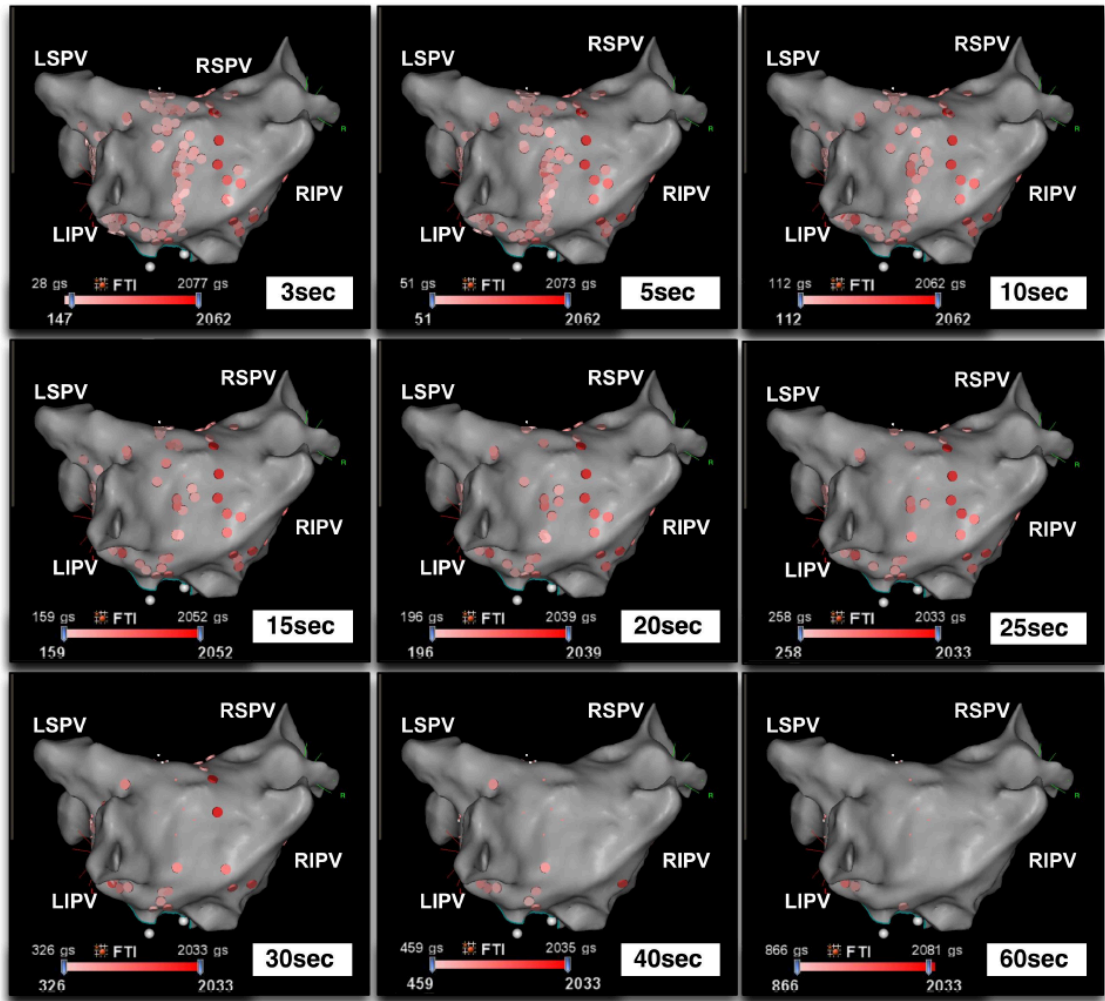 LSPV RSPV
R
RIPV
LIPV
28 gs FTI 2077 gs
147 2062
3sec
LSPV RSPV
R
RIPV
LIPV
51 gs FTI 2073 gs
51 2062
5sec
LSPV RSPV
R
RIPV
LIPV
112 gs FTI 2062 gs
112 2062
10sec
LSPV RSPV
R
RIPV
LIPV
159 gs FTI 2052 gs
159 2052
15sec
LSPV RSPV
R
RIPV
LIPV
196 gs FTI 2039 gs
196 2039
20sec
LSPV RSPV
R
RIPV
LIPV
258 gs FTI 2033 gs
258 2033
25sec
LSPV RSPV
R
RIPV
LIPV
326 gs FTI 2033 gs
326 2033
30sec
LSPV RSPV
R
RIPV
LIPV
459 gs FTI 2035 gs
459 2033
40sec
LSPV RSPV
R
RIPV
LIPV
866 gs FTI 2081 gs
866 2033
60sec